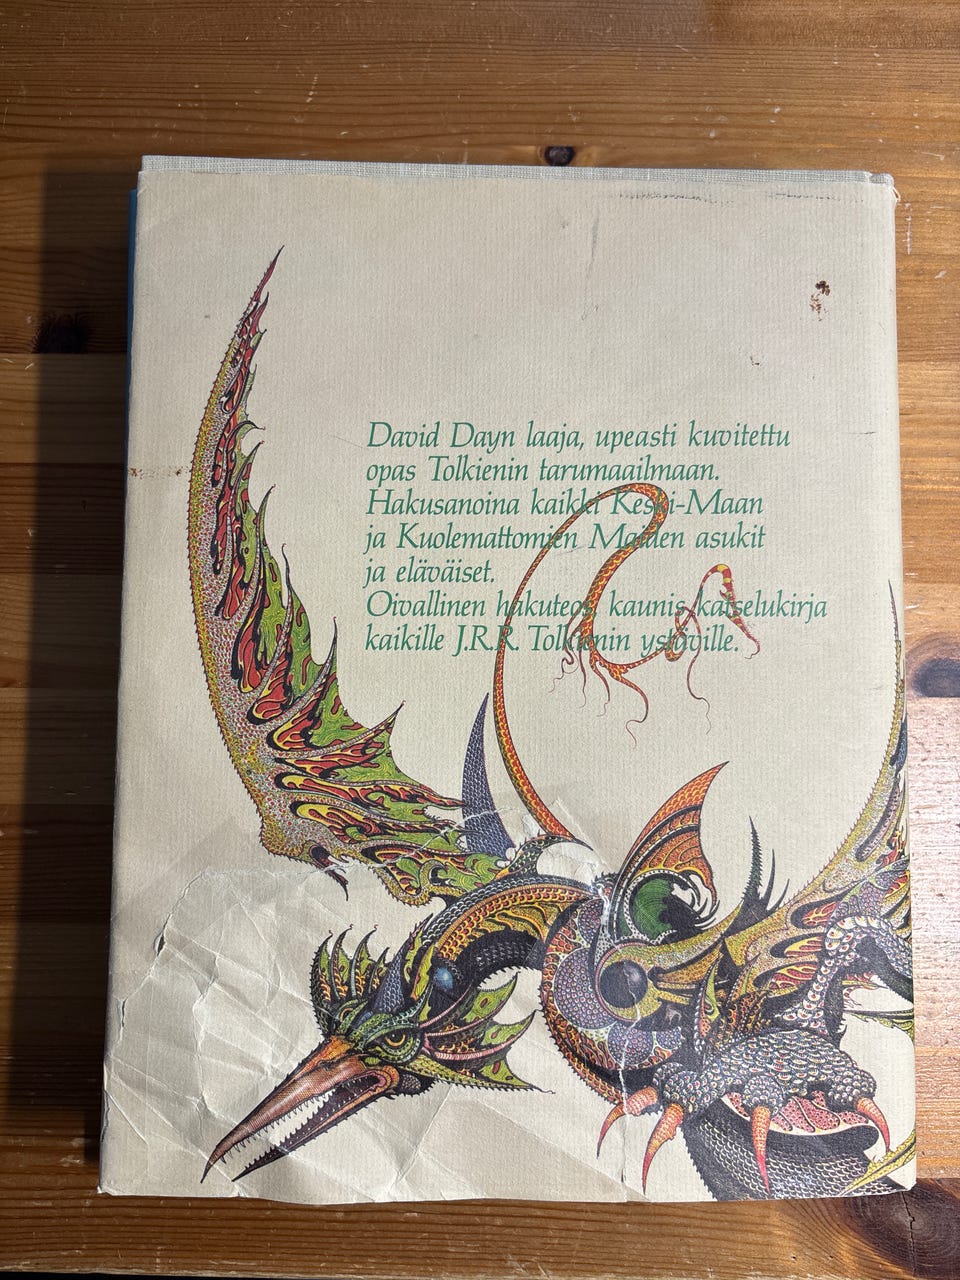 David Dayn laaja, upeasti kuvitettu
opas Tolkienin tarumaailmaan.
Hakusanoina kaikki Keski-Maan
ja Kuolemattomien Maiden asukit
ja eläväiset.
Oivallinen hakuteos, kaunis katselukirja
kaikille J.R.R. Tolkienin ystäville.